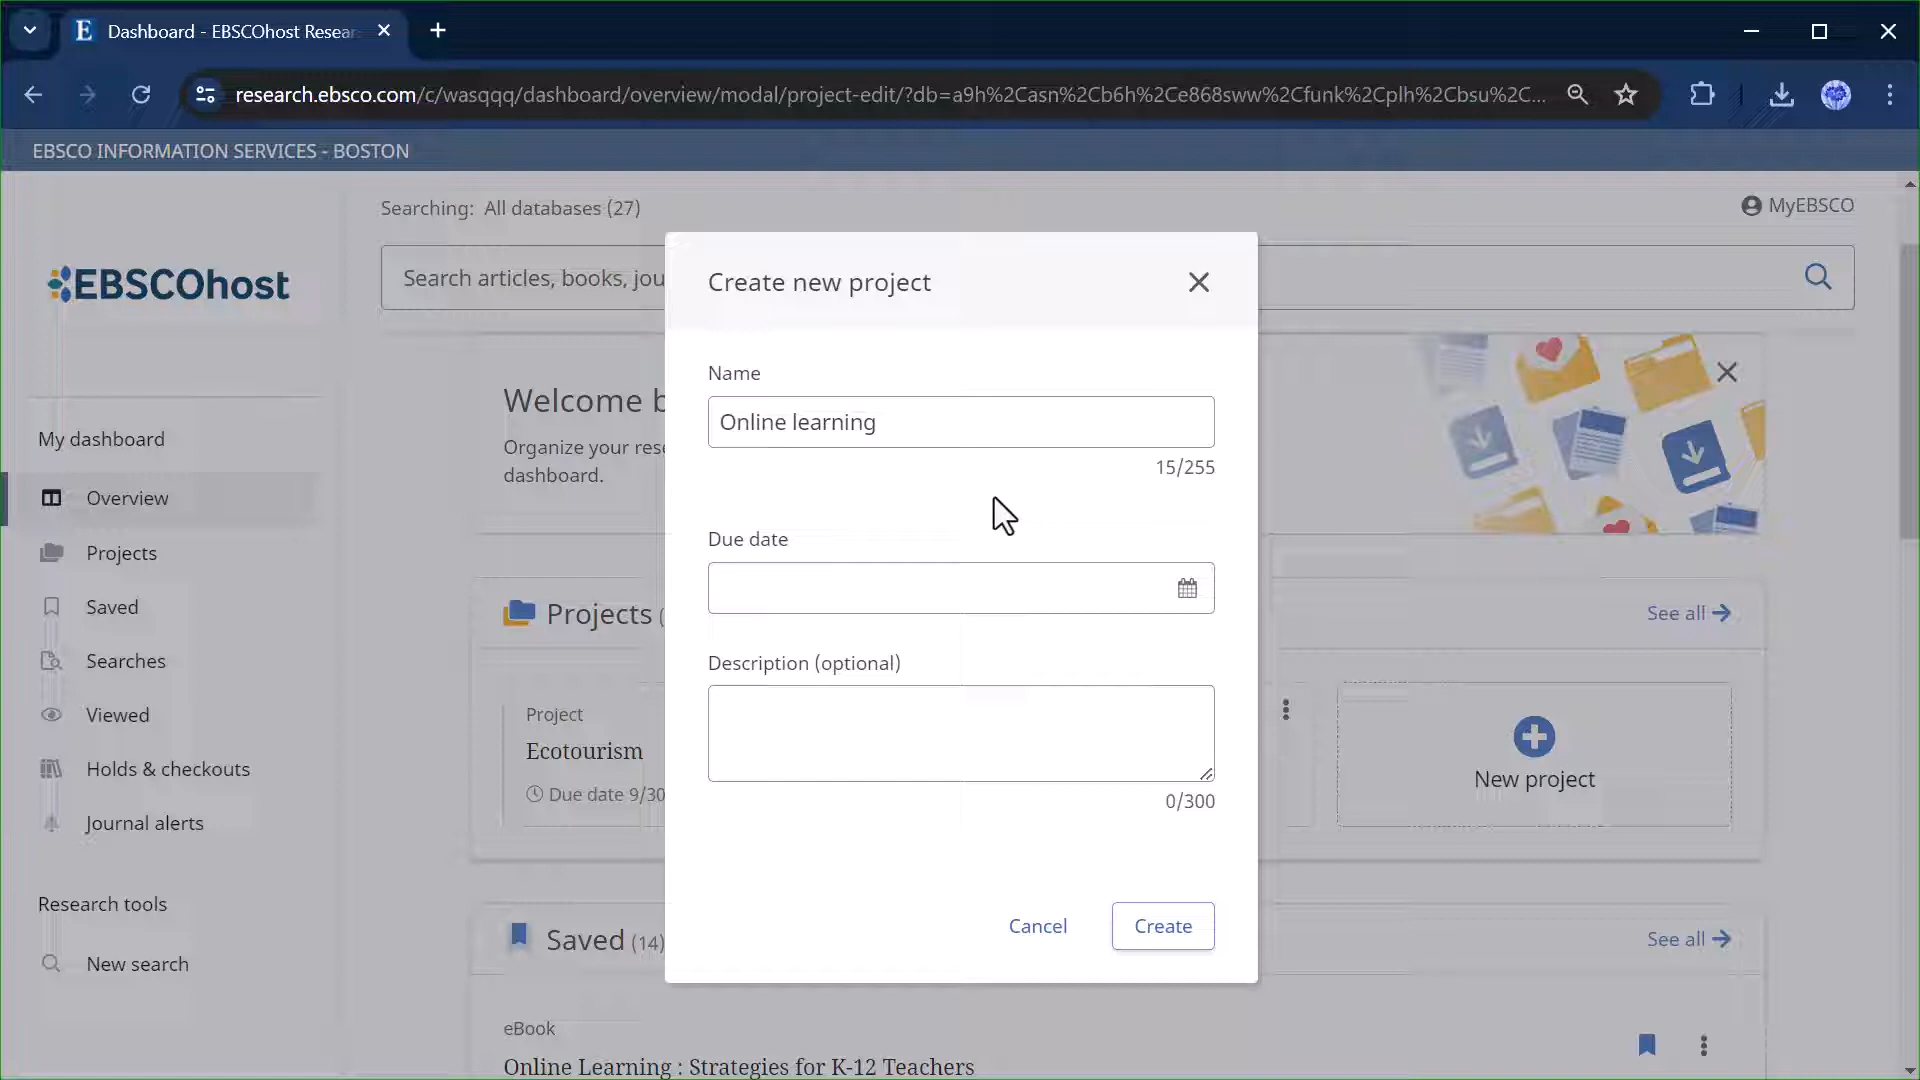 Dashboard - EBSCOhost Resear
research.ebsco.com/c/wasqqq/dashboard/overview/modal/project-edit/?db=a9h%2Casn%2Cb6h%2Ce868sww%2Cfunk%2Cplh%2Cbsu%2C...
EBSCO INFORMATION SERVICES - BOSTON
Searching: All databases (27)
MyEBSCO
EBSCOhost
Search articles, books, jou
Create new project
Name
Online learning
15/255
Due date
Description (optional)
0/300
Cancel
Create
Welcome b
Organize your rese
dashboard.
My dashboard
Overview
Projects
Saved
Searches
Viewed
Holds & checkouts
Journal alerts
Research tools
New search
Projects (
See all
Project
Ecotourism
Due date 9/30
New project
Saved (14)
See all
eBook
Online Learning : Strategies for K-12 Teachers